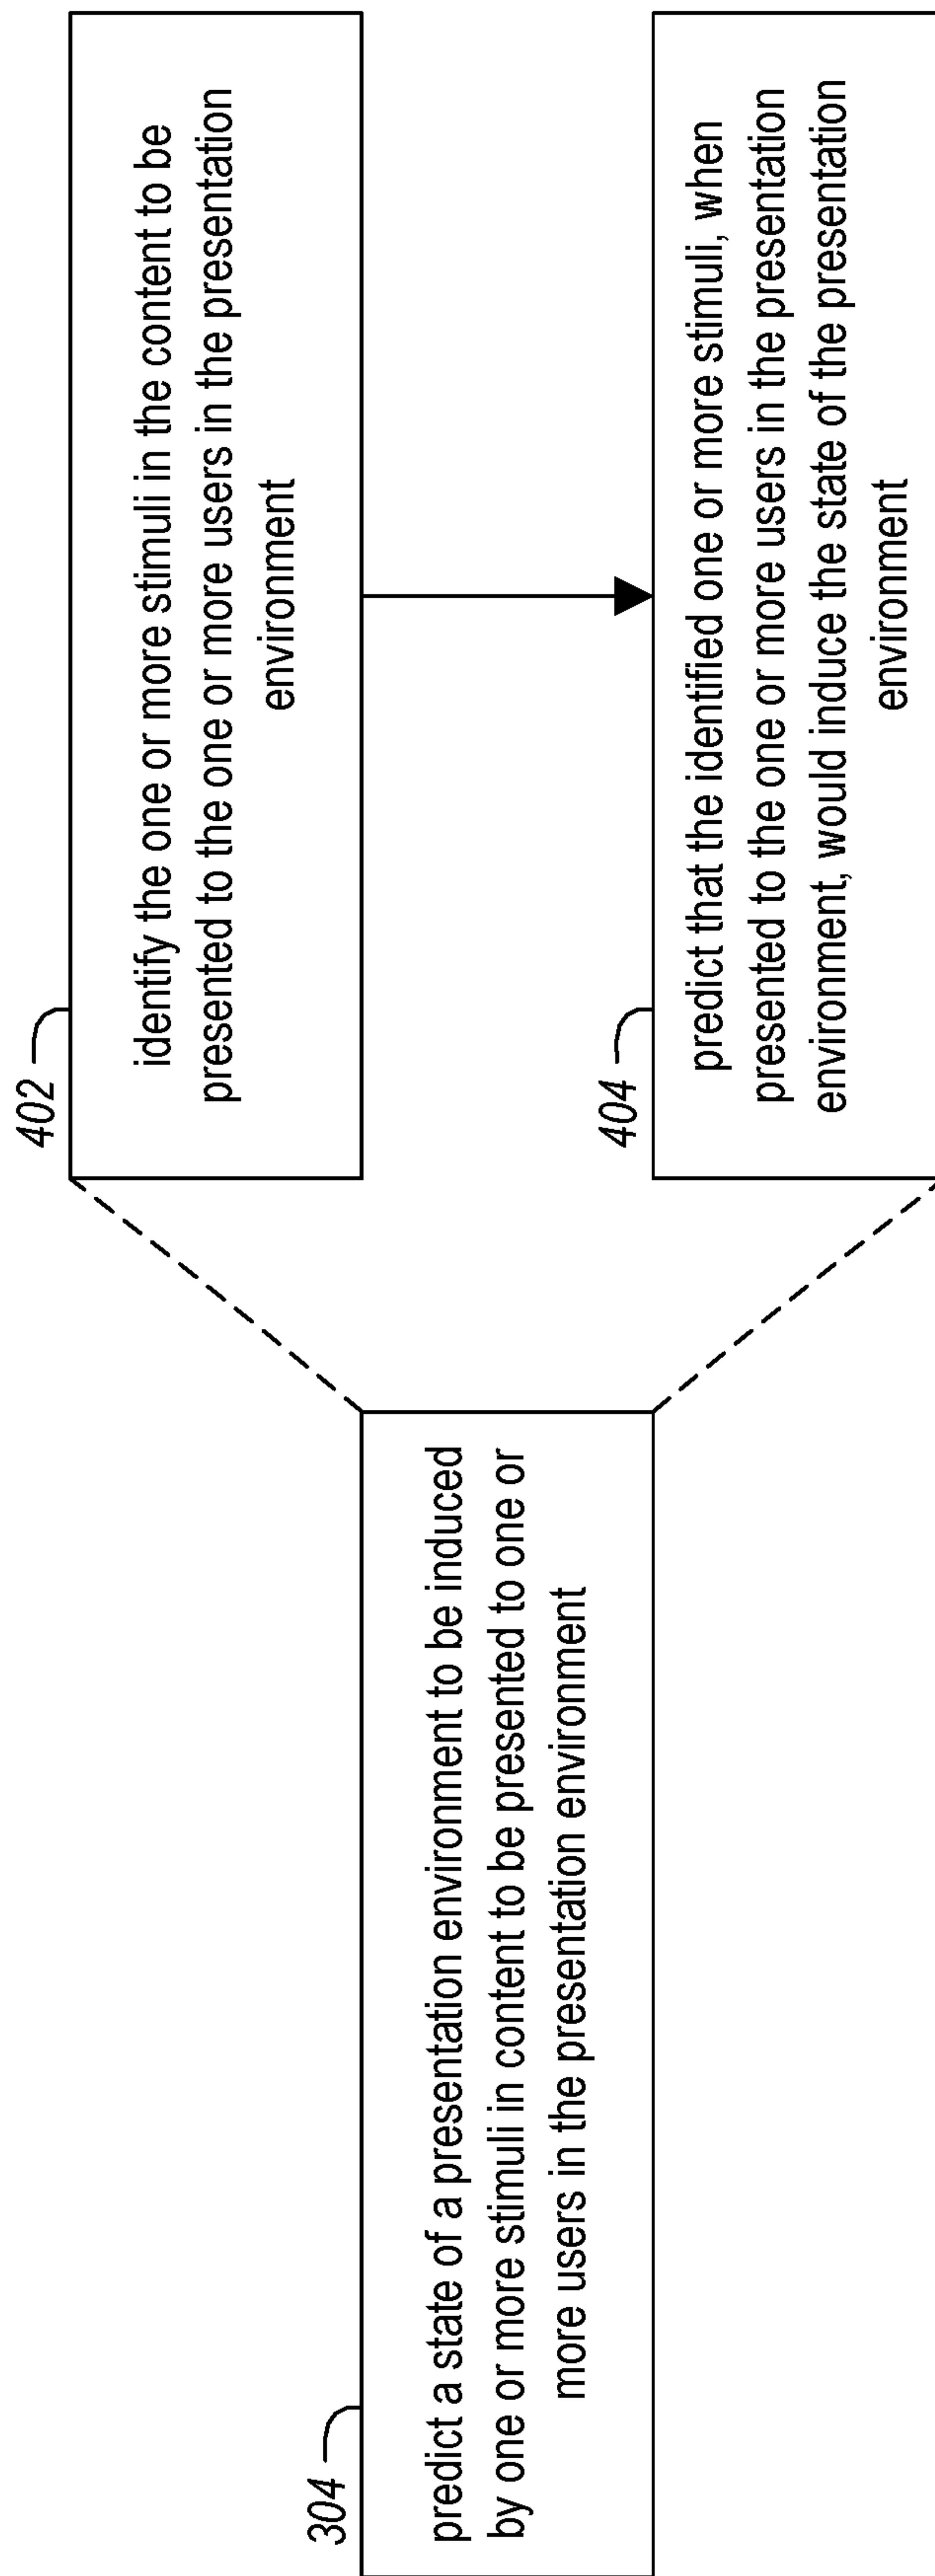 304
predict a state of a presentation environment to be induced
by one or more stimuli in content to be presented to one or
more users in the presentation environment
402
identify the one or more stimuli in the content to be
presented to the one or more users in the presentation
environment
404
predict that the identified one or more stimuli, when
presented to the one or more users in the presentation
environment, would induce the state of the presentation
environment